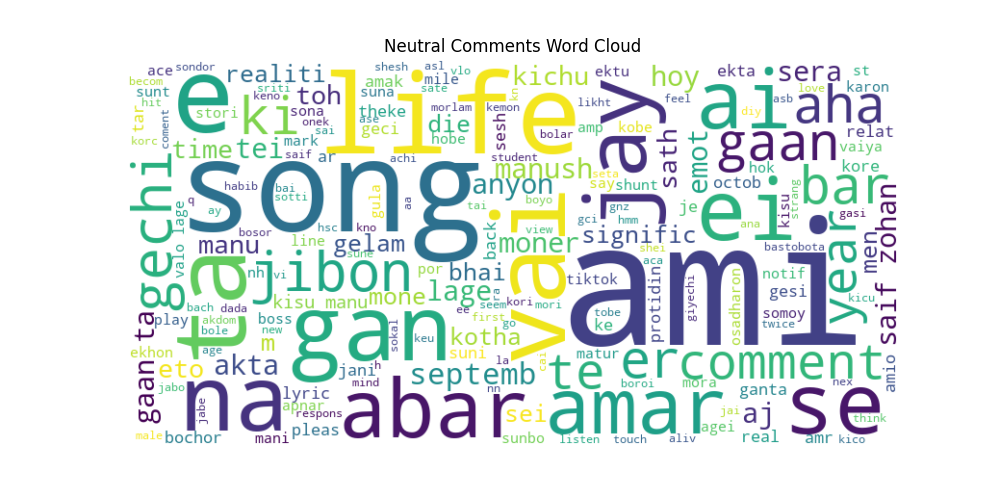 Neutral Comments Word Cloud
becom ace sondor realiti shesh asl mile vlo kichu ektu hoy ekta sera st
hit sunt e sriti toh amak suna sate life kn likht feel ai love asb karon
tar stori ki keno sona theke morlam kemon jay diy aha
korc coment time tei onek sai mark ase geci die hobe sesh bolar amp kobe sath emot gaan relat vaiya
gechi saif ar achi student manush say shunt hok kore
song q habib bai sotti kno gula aa anyon boyo seta octob je ei strang kisu bar zohan
valo lage ay bosor hsc line tai back vai gnz gci hmm ana gasi
manu gelam moner view signific year men bastobota
ta nh vi jibon sune por bhai ra tiktok shei aca protidin giyechi osadharon notif
bach dada kisu manu mone lage seem kori mori ami gesi kicu
play boss gan ee first go tobe ke somoy twice saif
gaan ta bole akdom new m sokal keu kotha suni la cai matur er comment
ekhon eto age akta jani h septemb te boroi mora ganta nex amio
jabo na jabe lyric mind apnar nn abar sei amar jai aj se think
male bochor mani respons pleas sunbo listen touch aliv agei real amr kico